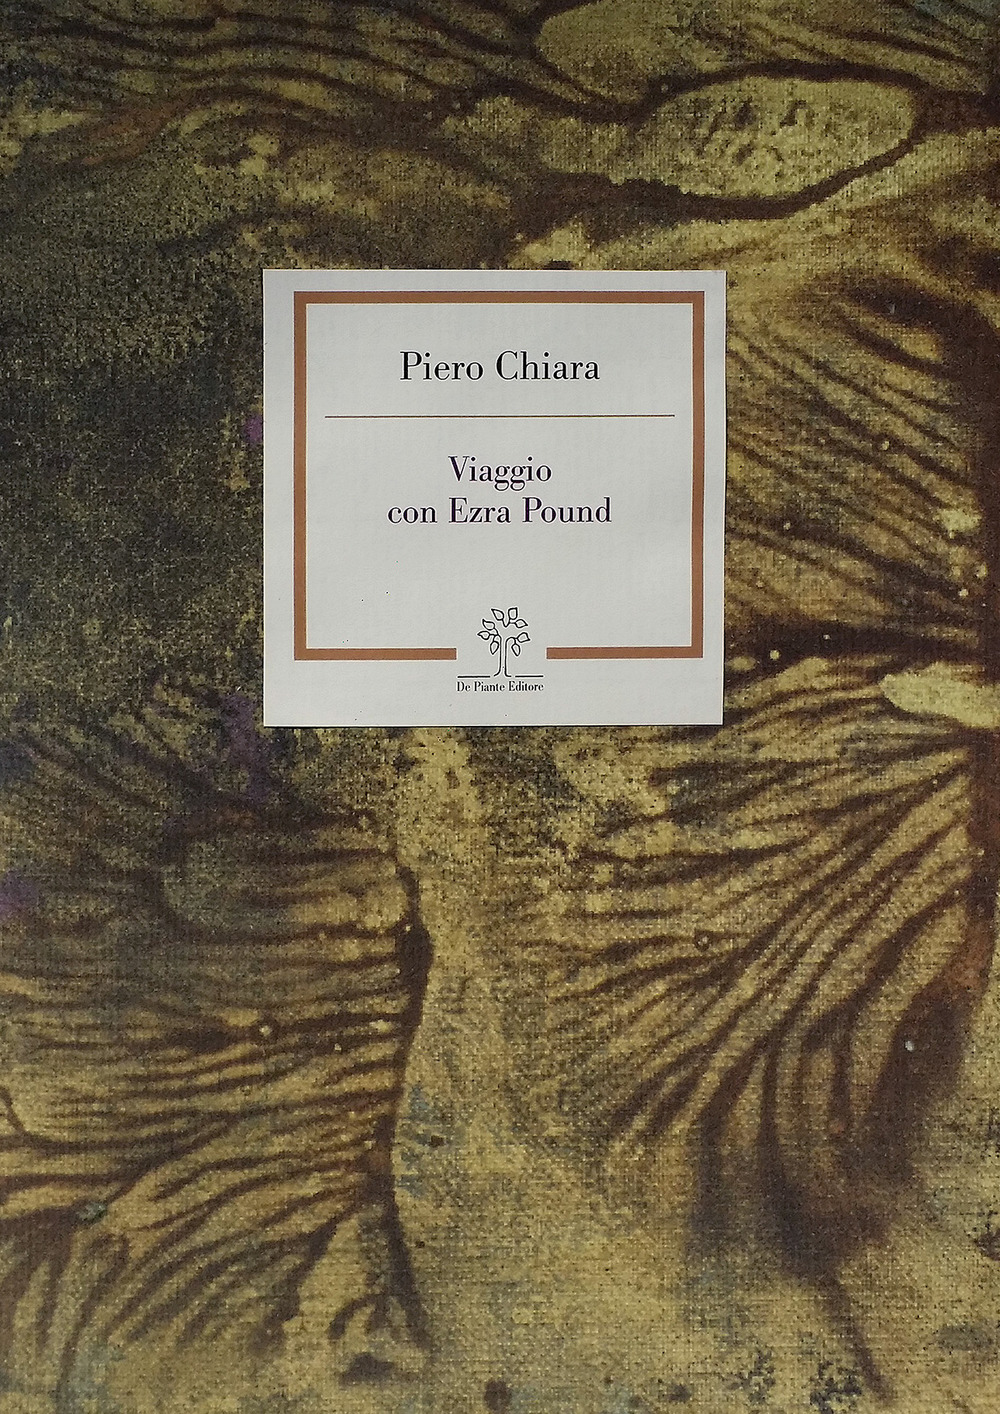 Piero Chiara
Viaggio
con Ezra Pound
De Piante Editore